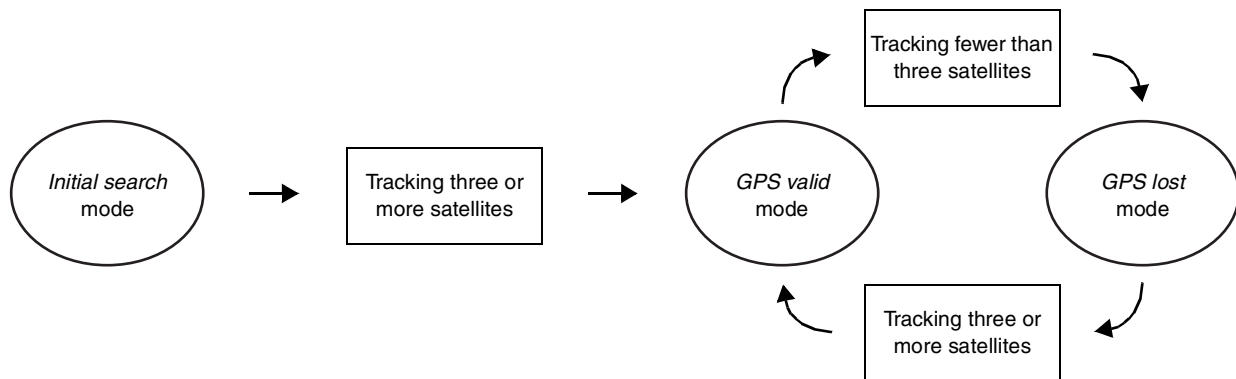 Initial search
mode
Tracking three or
more satellites
GPS valid
mode
Tracking fewer than
three satellites
GPS lost
mode
Tracking three or
more satellites